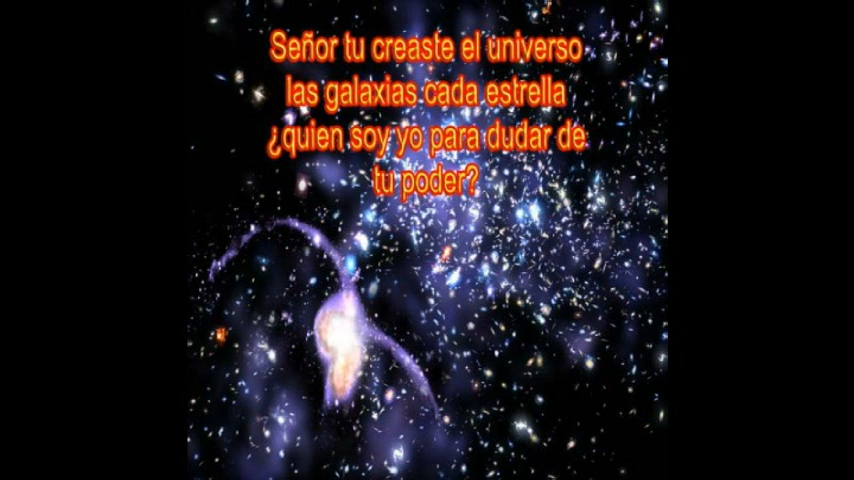 Señor tu creaste el universo
las galaxias cada estrella
¿quien soy yo para dudar de
tu poder?